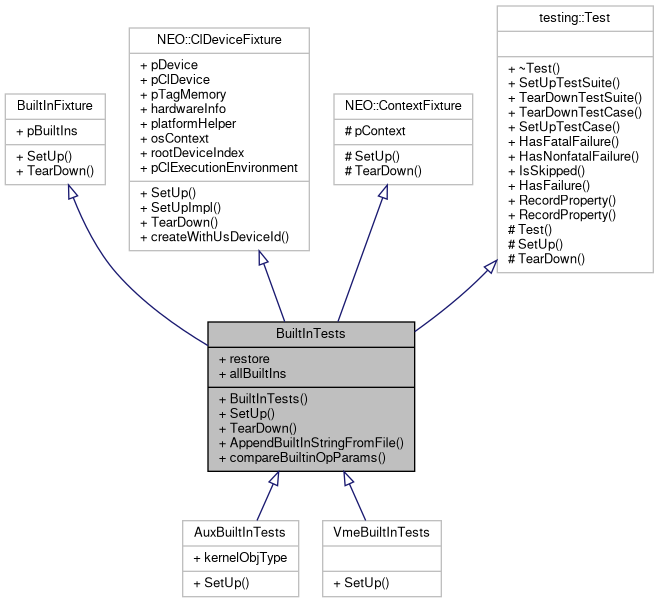 BuiltInFixture
+ pBuiltIns
+ SetUp()
+ TearDown()
NEO::ClDeviceFixture
+ pDevice
+ pClDevice
+ pTagMemory
+ hardwareInfo
+ platformHelper
+ osContext
+ rootDeviceIndex
+ pClExecutionEnvironment
+ SetUp()
+ SetUpImpl()
+ TearDown()
+ createWithUsDeviceId()
NEO::ContextFixture
# pContext
# SetUp()
# TearDown()
testing::Test
+ ~Test()
+ SetUpTestSuite()
+ TearDownTestSuite()
+ TearDownTestCase()
+ SetUpTestCase()
+ HasFatalFailure()
+ HasNonfatalFailure()
+ IsSkipped()
+ HasFailure()
+ RecordProperty()
+ RecordProperty()
# Test()
# SetUp()
# TearDown()
BuiltInTests
+ restore
+ allBuiltIns
+ BuiltInTests()
+ SetUp()
+ TearDown()
+ AppendBuiltInStringFromFile()
+ compareBuiltinOpParams()
AuxBuiltInTests
+ kernelObjType
+ SetUp()
VmeBuiltInTests
+ SetUp()